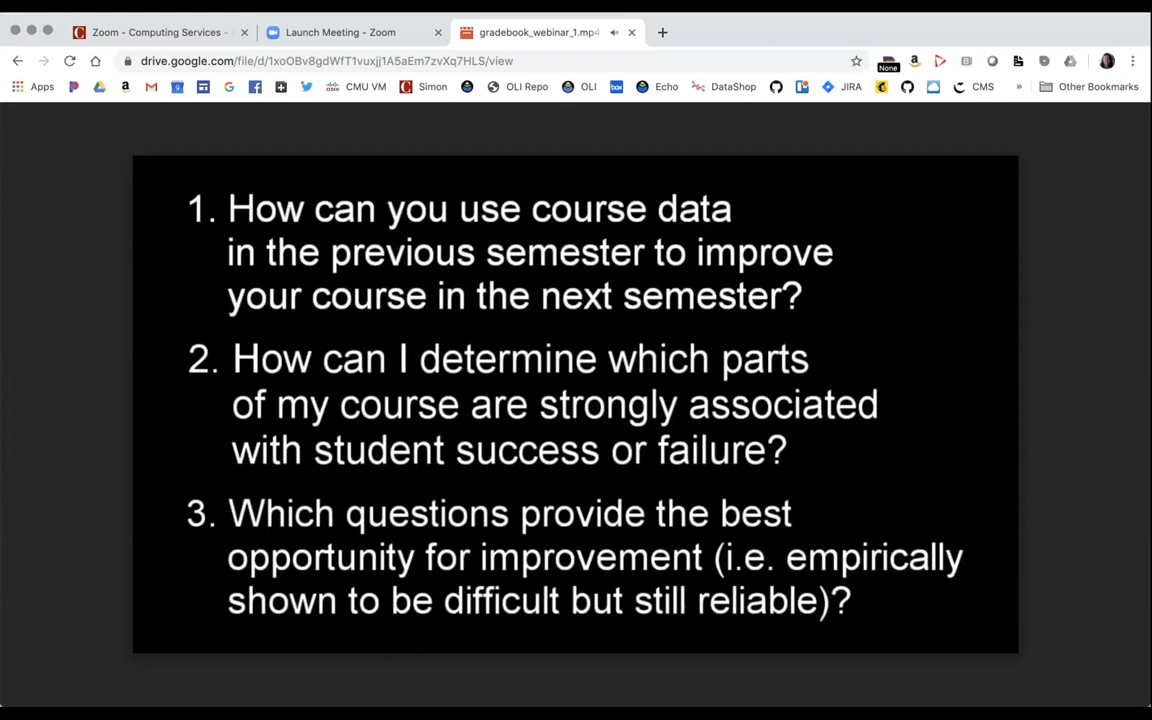 Zoom - Computing Services -
Launch Meeting - Zoom
gradebook_webinar_1.mp4
drive.google.com/file/d/1xoOBv8gdWfT1vuxjj1A5aEm7zvXq7HLS/view
None
Apps
CMU VM
Simon
OLI Repo
OLI
box
Echo
DataShop
JIRA
CMS
Other Bookmarks
1. How can you use course data
in the previous semester to improve
your course in the next semester?
2. How can I determine which parts
of my course are strongly associated
with student success or failure?
3. Which questions provide the best
opportunity for improvement (i.e. empirically
shown to be difficult but still reliable)?